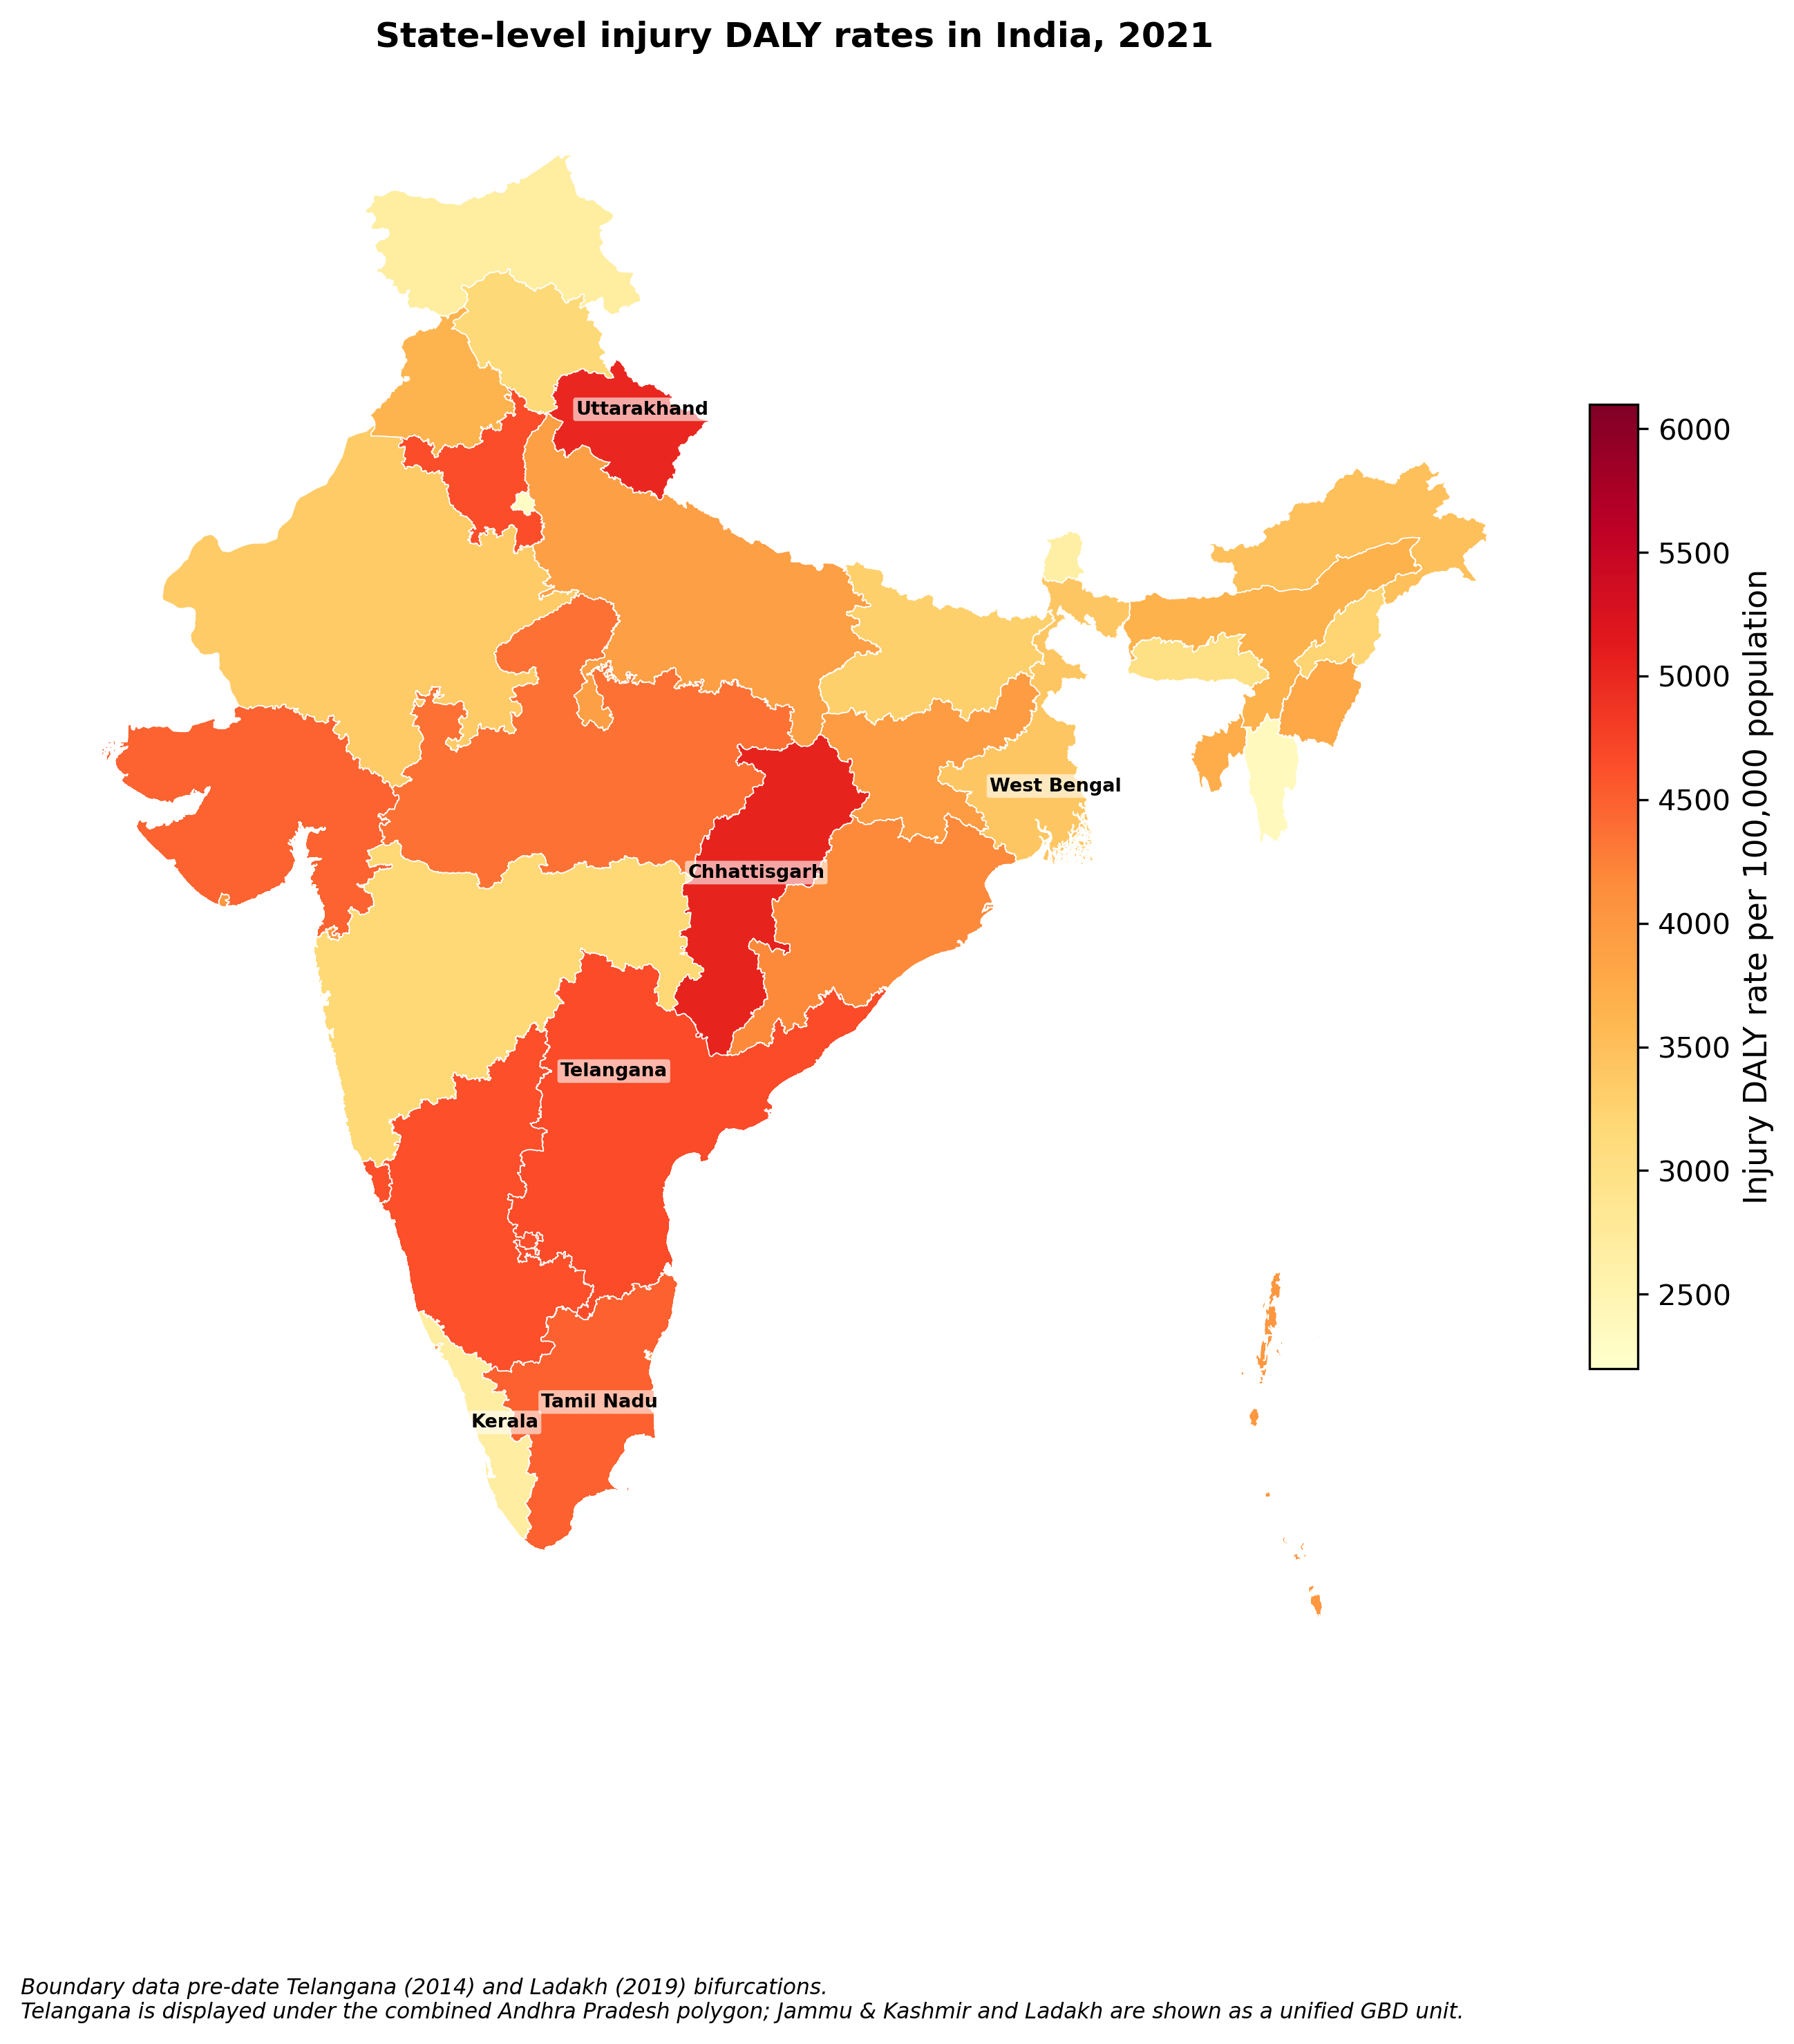 State-level injury DALY rates in India, 2021
Uttarakhand
West Bengal
Chhattisgarh
Telangana
Tamil Nadu
Kerala
6000
5500
5000
4500
4000
3500
3000
2500
Injury DALY rate per 100,000 population
Boundary data pre-date Telangana (2014) and Ladakh (2019) bifurcations.
Telangana is displayed under the combined Andhra Pradesh polygon; Jammu & Kashmir and Ladakh are shown as a unified GBD unit.